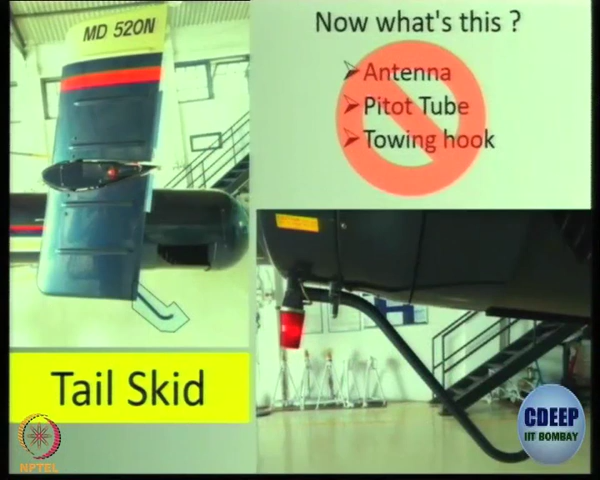 MD 520N
Now what's this ?
Antenna
Pitot Tube
Towing hook
Tail Skid
CDEEP
IIT BOMBAY
NPTEL